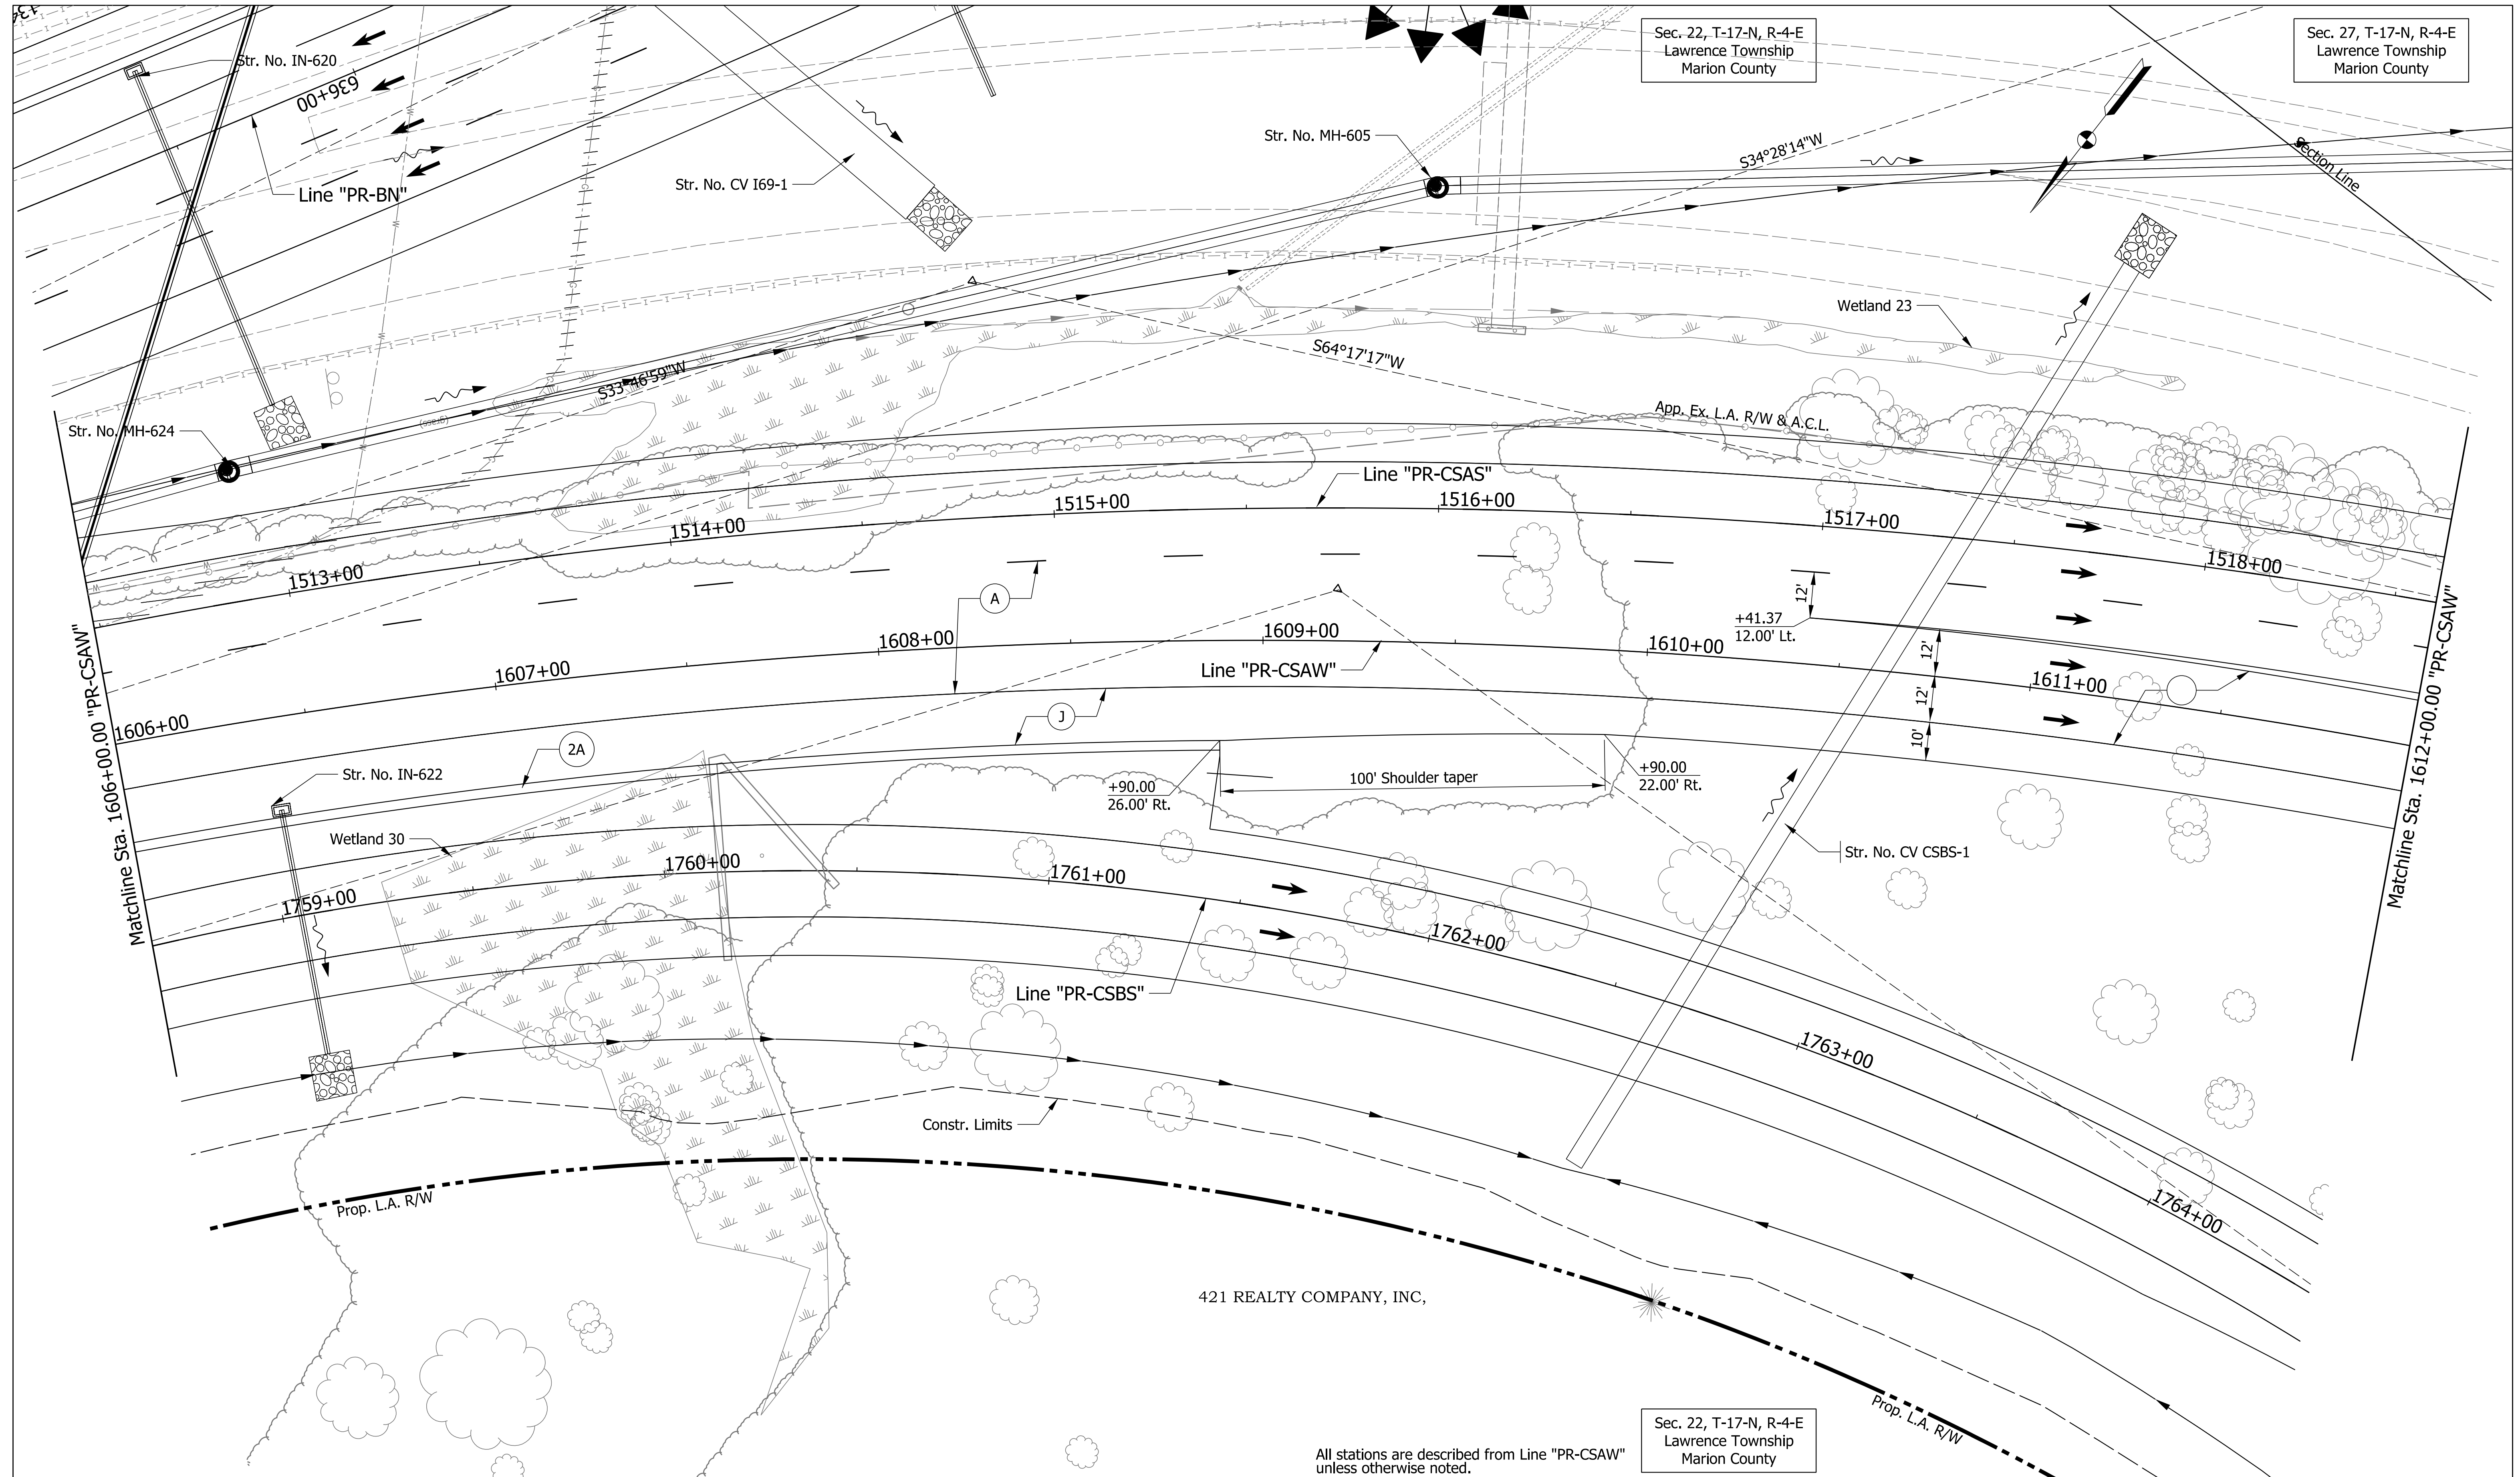 Sec. 22, T-17-N, R-4-E
Lawrence Township
Marion County
Sec. 27, T-17-N, R-4-E
Lawrence Township
Marion County
Str. No. IN-620
636+00
Line "PR-BN"
Str. No. CV I69-1
Str. No. MH-605
S34°28'14"W
Section Line
Wetland 23
S64°17'17"W
S33°46'59"W
Str. No. MH-624
App. Ex. L.A. R/W & A.C.L.
Line "PR-CSAS"
1513+00
1514+00
1515+00
1516+00
1517+00
1518+00
A
12'
+41.37
12.00' Lt.
Matchline Sta. 1606+00.00 "PR-CSAW"
Matchline Sta. 1612+00.00 "PR-CSAW"
1606+00
1607+00
1608+00
1609+00
1610+00
1611+00
Line "PR-CSAW"
12'
12'
10'
J
2A
Str. No. IN-622
100' Shoulder taper
+90.00
26.00' Rt.
+90.00
22.00' Rt.
Wetland 30
Str. No. CV CSBS-1
1759+00
1760+00
1761+00
1762+00
1763+00
1764+00
Line "PR-CSBS"
Constr. Limits
Prop. L.A. R/W
421 REALTY COMPANY, INC,
Prop. L.A. R/W
All stations are described from Line "PR-CSAW"
unless otherwise noted.
Sec. 22, T-17-N, R-4-E
Lawrence Township
Marion County